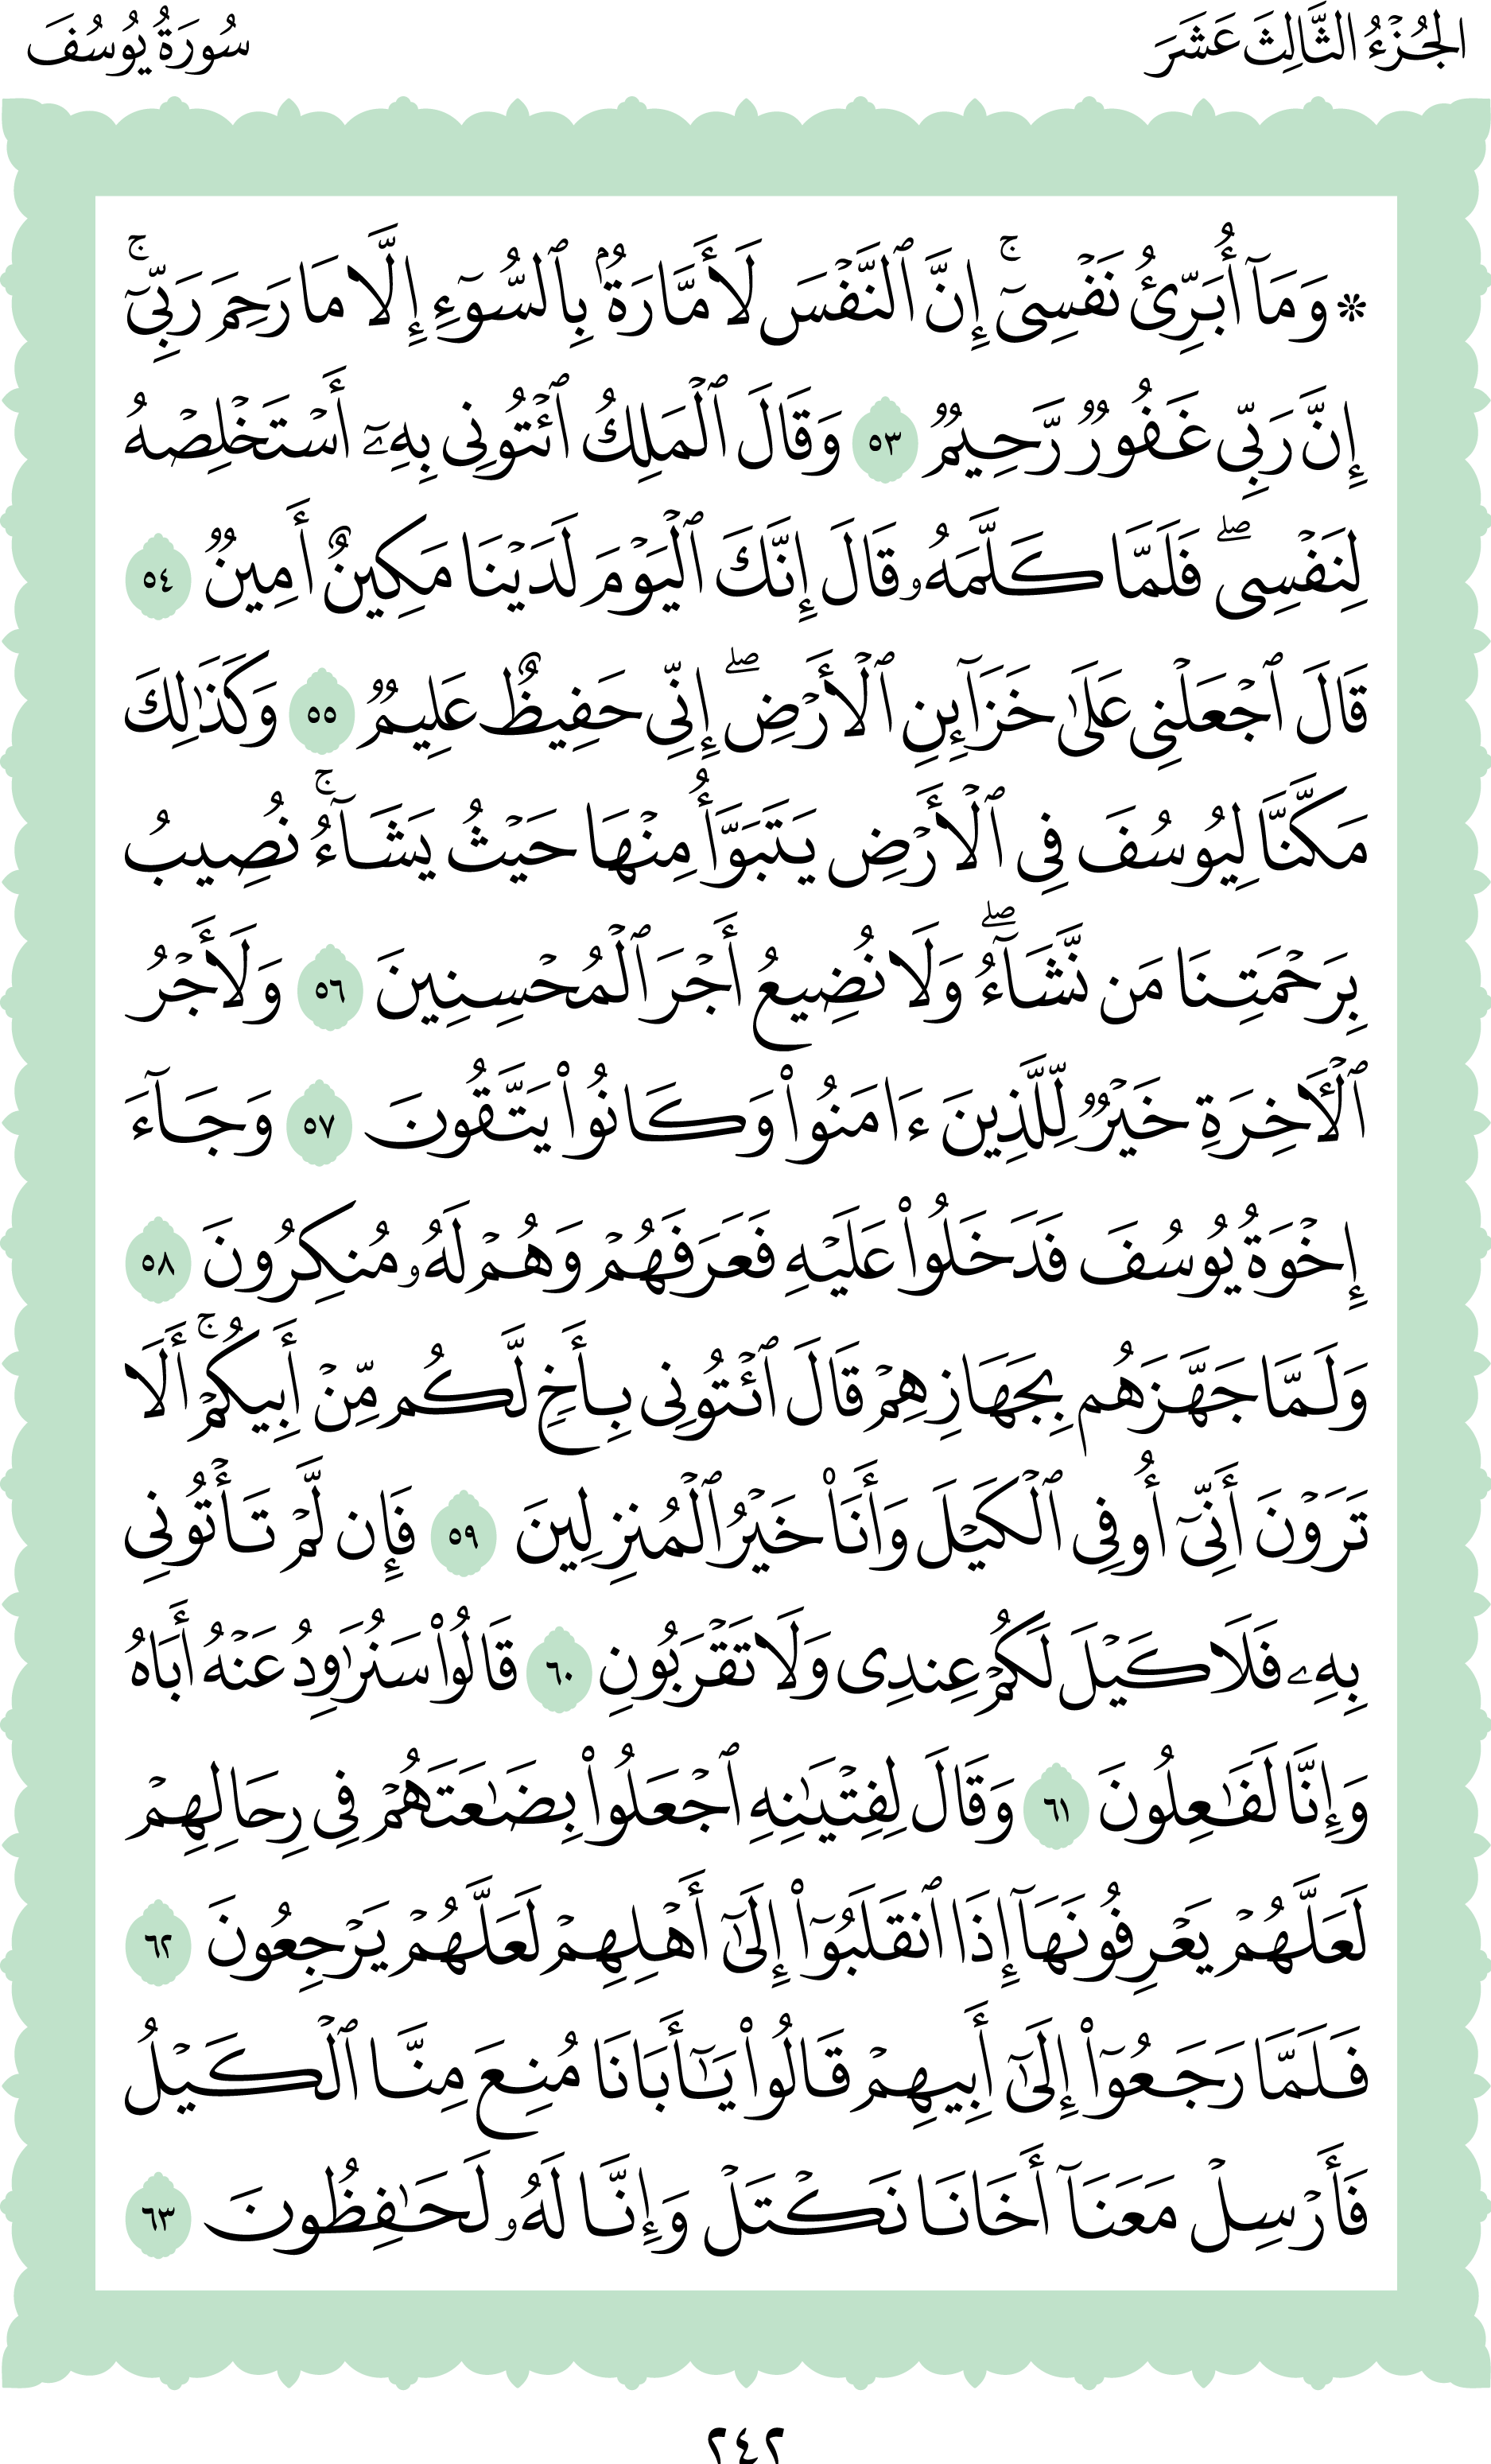 الجُزْءُ الثَّالِثَ عَشَرَ
سُورَةُ يُوسُفَ
۞ وَمَآ أُبَرِّئُ نَفْسِىٓۚ إِنَّ ٱلنَّفْسَ لَأَمَّارَةُۢ بِٱلسُّوٓءِ إِلَّا مَا رَحِمَ رَبِّىٓۚ
إِنَّ رَبِّى غَفُورٌ رَّحِيمٌ ٥٣ وَقَالَ ٱلْمَلِكُ ٱئْتُونِى بِهِۦٓ أَسْتَخْلِصْهُ
لِنَفْسِىۖ فَلَمَّا كَلَّمَهُۥ قَالَ إِنَّكَ ٱلْيَوْمَ لَدَيْنَا مَكِينٌ أَمِينٌ ٥٤
قَالَ ٱجْعَلْنِى عَلَىٰ خَزَآئِنِ ٱلْأَرْضِۖ إِنِّى حَفِيظٌ عَلِيمٌ ٥٥ وَكَذَٰلِكَ
مَكَّنَّا لِيُوسُفَ فِى ٱلْأَرْضِ يَتَبَوَّأُ مِنْهَا حَيْثُ يَشَآءُۚ نُصِيبُ
بِرَحْمَتِنَا مَن نَّشَآءُۖ وَلَا نُضِيعُ أَجْرَ ٱلْمُحْسِنِينَ ٥٦ وَلَأَجْرُ
ٱلْأَخِرَةِ خَيْرٌ لِّلَّذِينَ ءَامَنُوا۟ وَكَانُوا۟ يَتَّقُونَ ٥٧ وَجَآءَ
إِخْوَةُ يُوسُفَ فَدَخَلُوا۟ عَلَيْهِ فَعَرَفَهُمْ وَهُمْ لَهُۥ مُنكِرُونَ ٥٨
وَلَمَّا جَهَّزَهُم بِجَهَازِهِمْ قَالَ ٱئْتُونِى بِأَخٍ لَّكُم مِّنْ أَبِيكُمْۚ أَلَا
تَرَوْنَ أَنِّىٓ أُوفِى ٱلْكَيْلَ وَأَنَا۠ خَيْرُ ٱلْمُنزِلِينَ ٥٩ فَإِن لَّمْ تَأْتُونِى
بِهِۦ فَلَا كَيْلَ لَكُمْ عِندِى وَلَا تَقْرَبُونِ ٦٠ قَالُوا۟ سَنُرَٰوِدُ عَنْهُ أَبَاهُ
وَإِنَّا لَفَٰعِلُونَ ٦١ وَقَالَ لِفِتْيَٰنِهِ ٱجْعَلُوا۟ بِضَٰعَتَهُمْ فِى رِحَالِهِمْ
لَعَلَّهُمْ يَعْرِفُونَهَآ إِذَا ٱنقَلَبُوٓا۟ إِلَىٰٓ أَهْلِهِمْ لَعَلَّهُمْ يَرْجِعُونَ ٦٢
فَلَمَّا رَجَعُوٓا۟ إِلَىٰٓ أَبِيهِمْ قَالُوا۟ يَٰٓأَبَانَا مُنِعَ مِنَّا ٱلْكَيْلُ
فَأَرْسِلْ مَعَنَآ أَخَانَا نَكْتَلْ وَإِنَّا لَهُۥ لَحَٰفِظُونَ ٦٣
٢٤٢